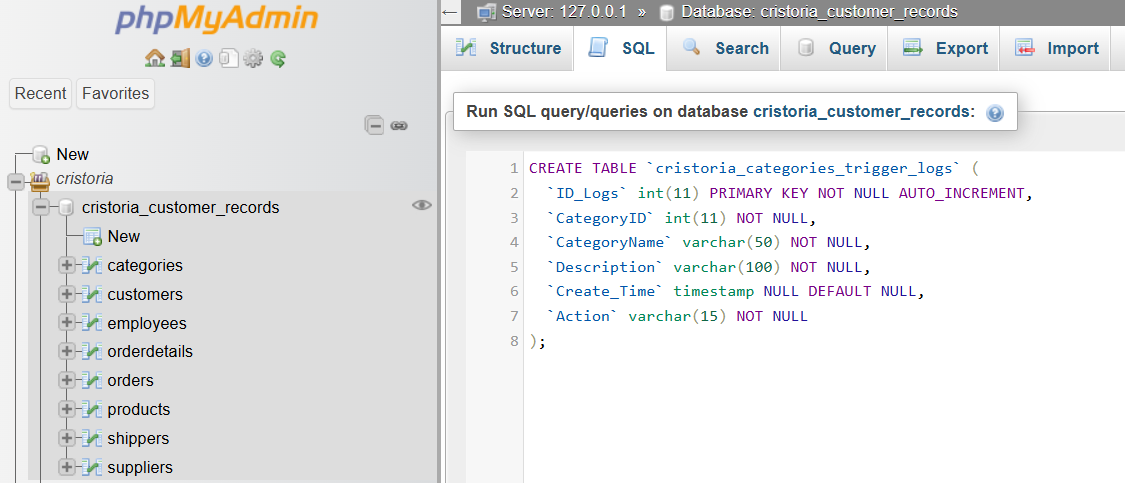 phpMyAdmin
Recent Favorites
New
cristoria
cristoria_customer_records
New
categories
customers
employees
orderdetails
orders
products
shippers
suppliers
Server: 127.0.0.1 » Database: cristoria_customer_records
Structure SQL Search Query Export Import
Run SQL query/queries on database cristoria_customer_records:
1 CREATE TABLE `cristoria_categories_trigger_logs` (
2 `ID_Logs` int(11) PRIMARY KEY NOT NULL AUTO_INCREMENT,
3 `CategoryID` int(11) NOT NULL,
4 `CategoryName` varchar(50) NOT NULL,
5 `Description` varchar(100) NOT NULL,
6 `Create_Time` timestamp NULL DEFAULT NULL,
7 `Action` varchar(15) NOT NULL
8 );